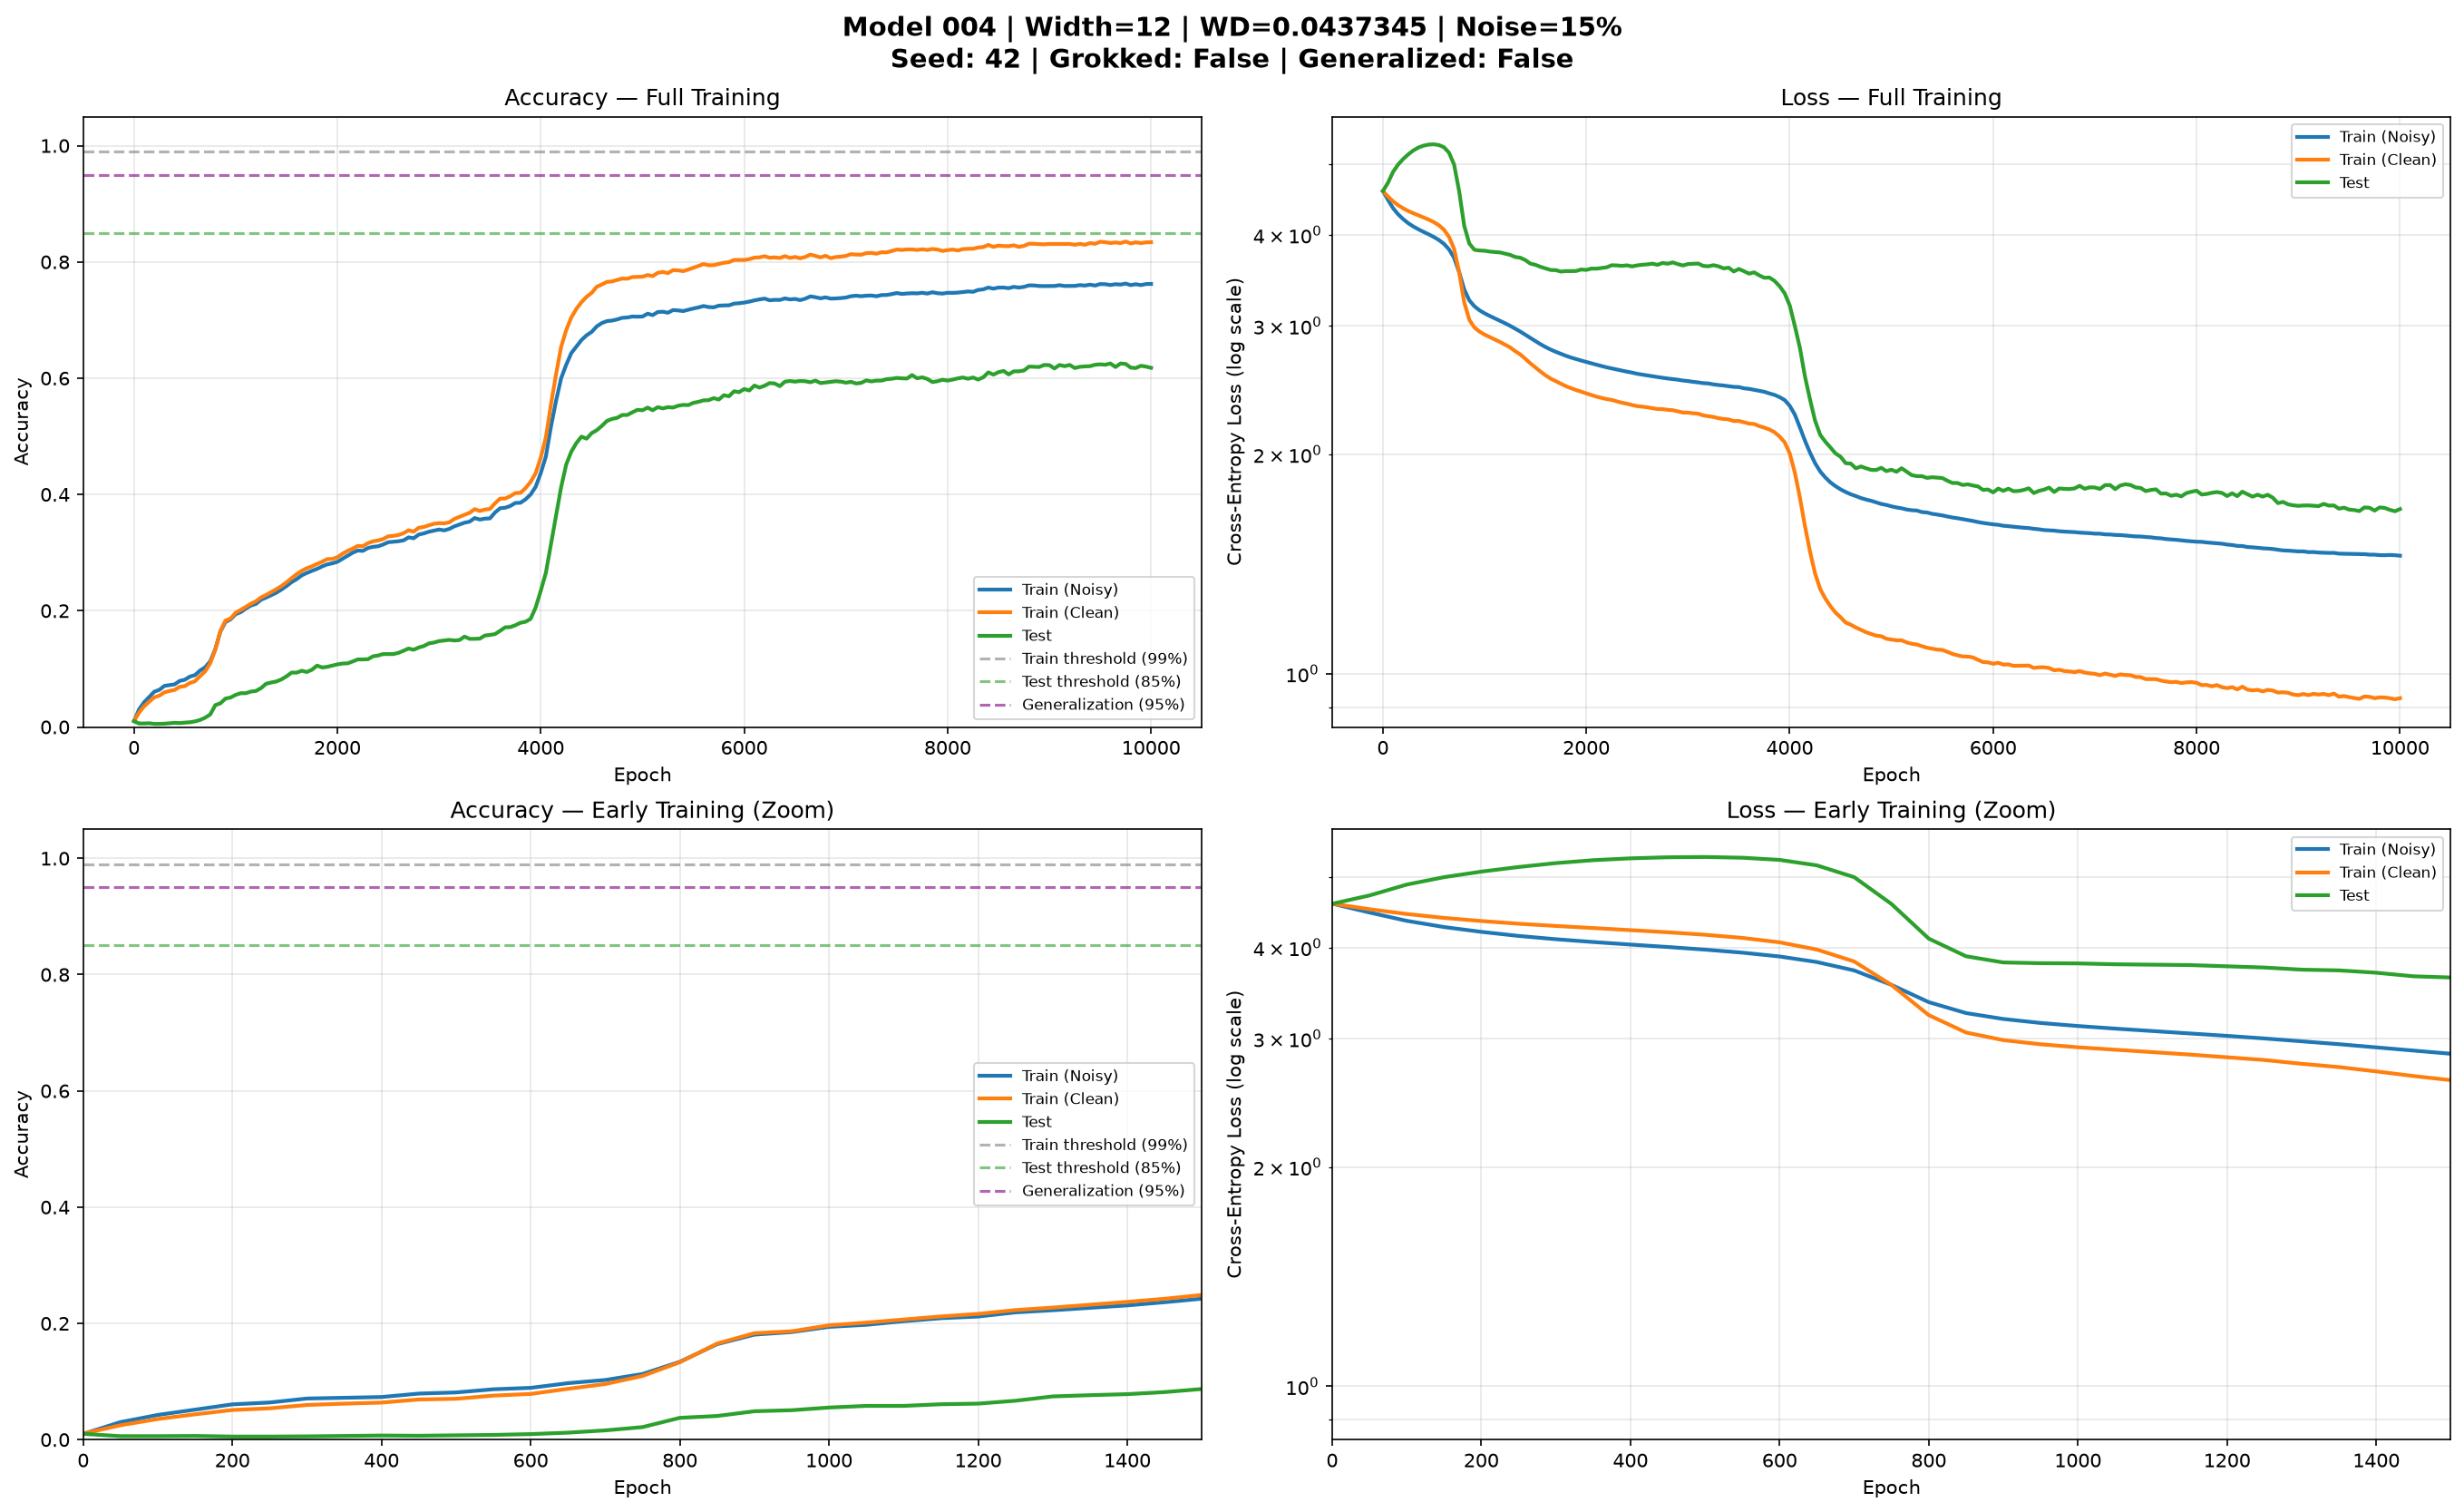 Model 004 | Width=12 | WD=0.0437345 | Noise=15%
Seed: 42 | Grokked: False | Generalized: False
Accuracy — Full Training
Accuracy
1.0
0.8
0.6
0.4
0.2
0.0
0 2000 4000 6000 8000 10000
Epoch
Train (Noisy)
Train (Clean)
Test
Train threshold (99%)
Test threshold (85%)
Generalization (95%)
Loss — Full Training
Cross-Entropy Loss (log scale)
4 × 10⁰
3 × 10⁰
2 × 10⁰
10⁰
0 2000 4000 6000 8000 10000
Epoch
Train (Noisy)
Train (Clean)
Test
Accuracy — Early Training (Zoom)
Accuracy
1.0
0.8
0.6
0.4
0.2
0.0
0 200 400 600 800 1000 1200 1400
Epoch
Train (Noisy)
Train (Clean)
Test
Train threshold (99%)
Test threshold (85%)
Generalization (95%)
Loss — Early Training (Zoom)
Cross-Entropy Loss (log scale)
4 × 10⁰
3 × 10⁰
2 × 10⁰
10⁰
0 200 400 600 800 1000 1200 1400
Epoch
Train (Noisy)
Train (Clean)
Test